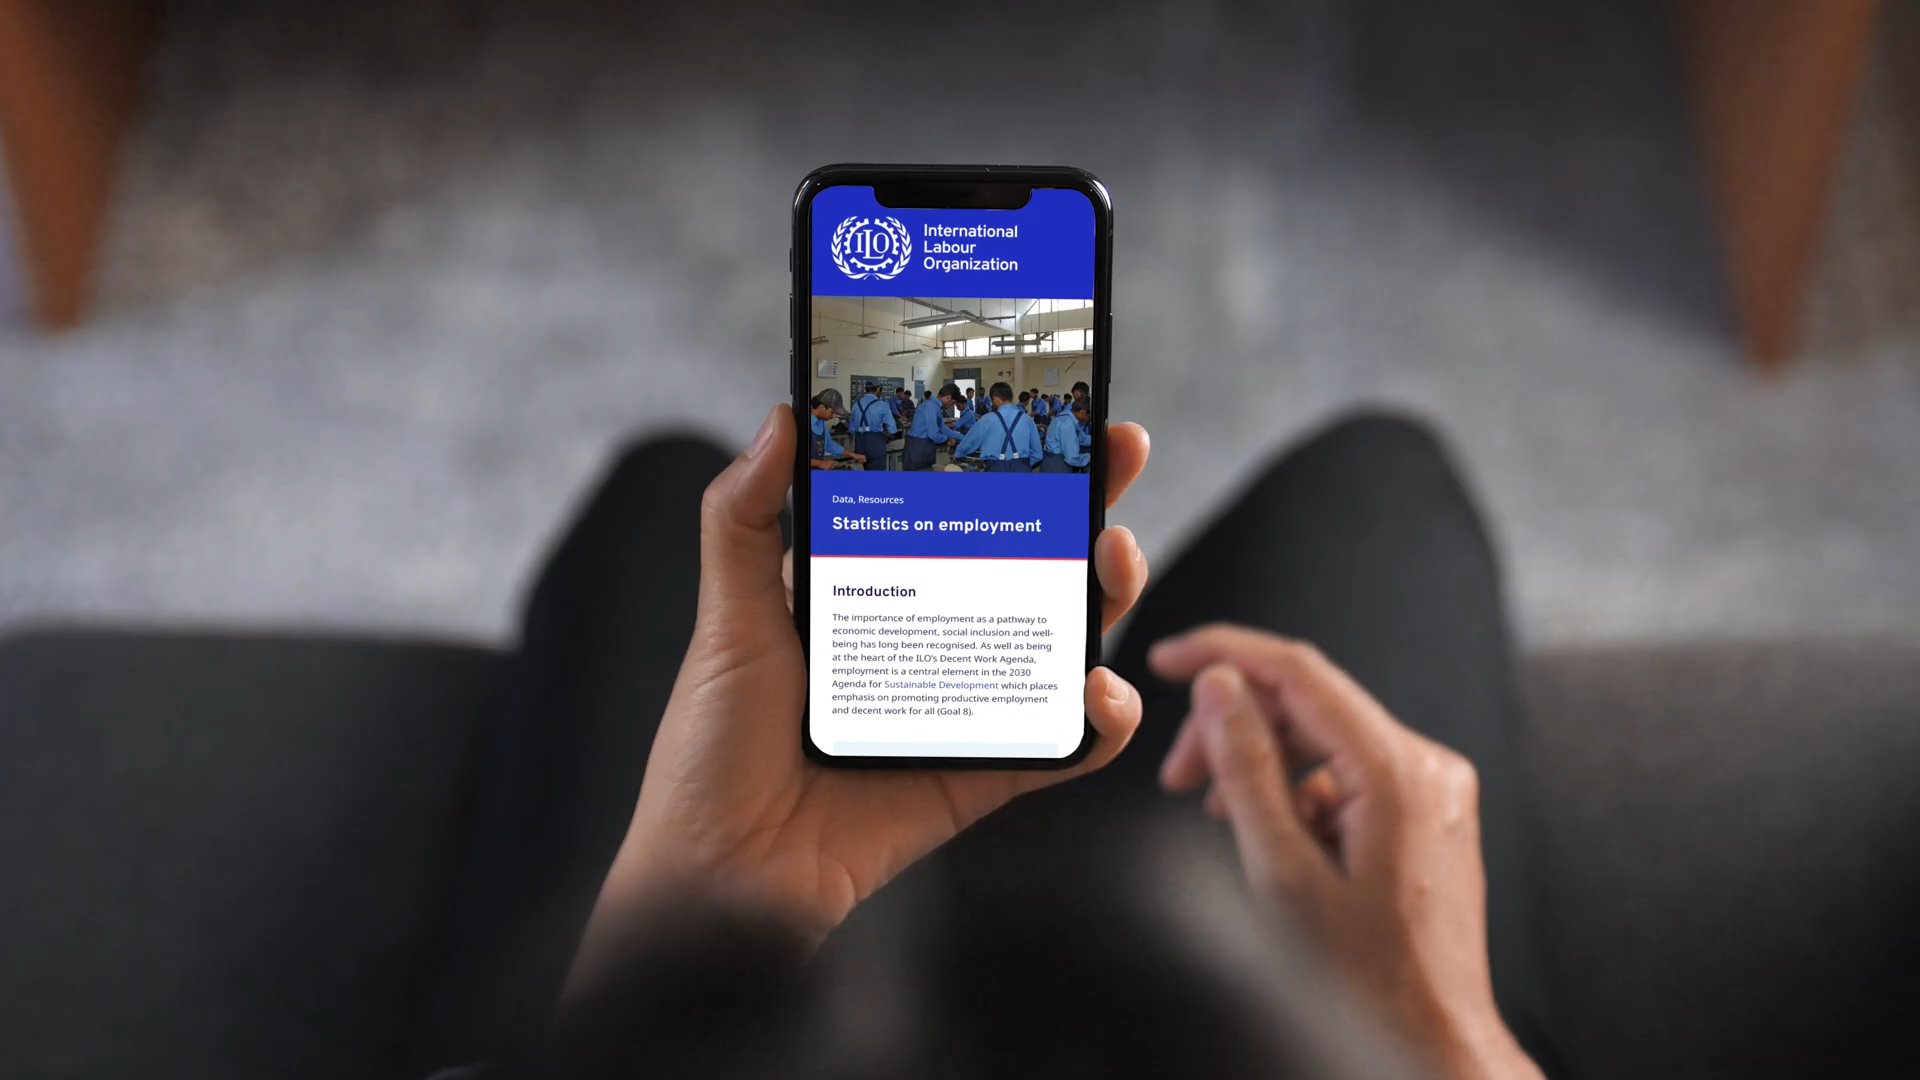 ILO
International
Labour
Organization
Data, Resources
Statistics on employment
Introduction
The importance of employment as a pathway to
economic development, social inclusion and well-
being has long been recognised. As well as being
at the heart of the ILO's Decent Work Agenda,
employment is a central element in the 2030
Agenda for Sustainable Development which places
emphasis on promoting productive employment
and decent work for all (Goal 8).